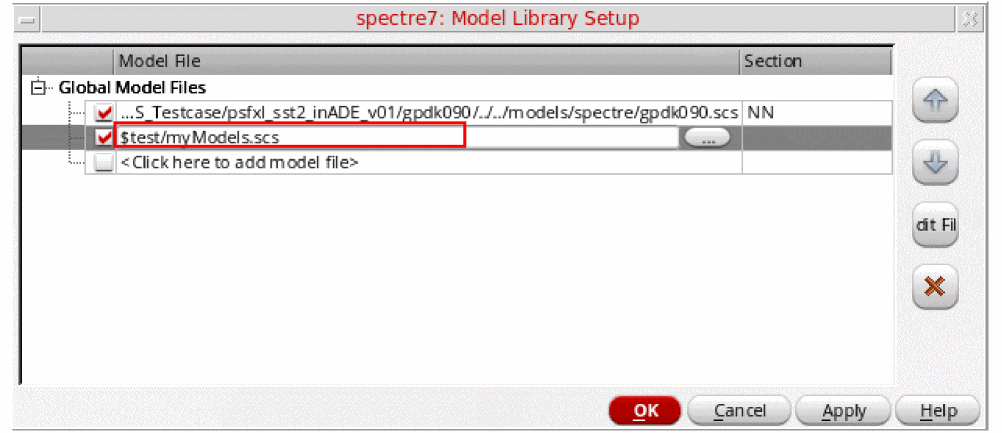 spectre7: Model Library Setup
Model File Section
Global Model Files
...S_Testcase/psfxl_sst2_inADE_v01/gpdk090/../../models/spectre/gpdk090.scs NN
$test/myModels.scs ...
<Click here to add model file>
dit Fil
OK Cancel Apply Help